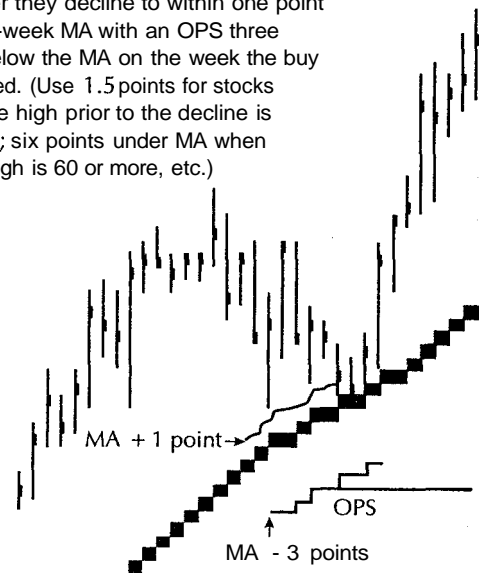 r they decline to within one point
-week MA with an OPS three
elow the MA on the week the buy
ed. (Use 1.5 points for stocks
e high prior to the decline is
; six points under MA when
gh is 60 or more, etc.)
MA + 1 point
OPS
MA - 3 points